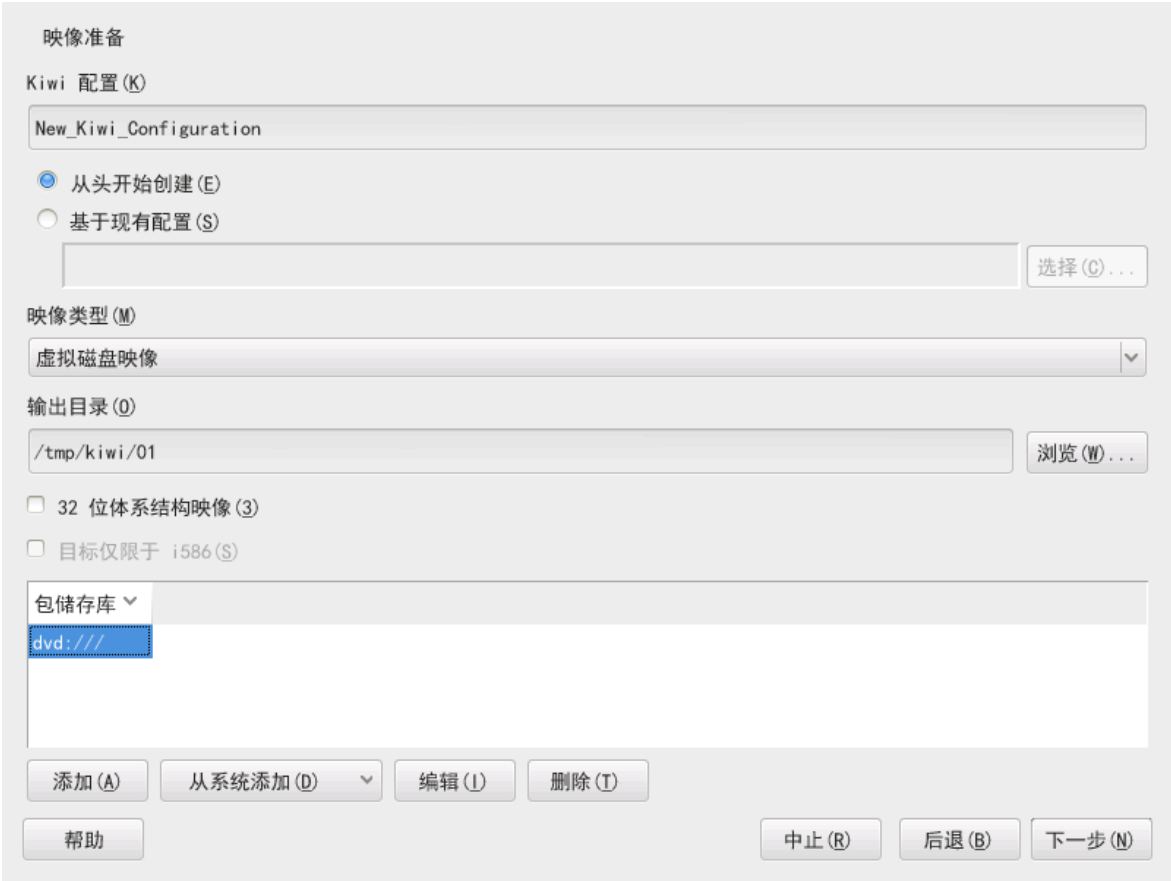 映像准备
Kiwi 配置(K)
New_Kiwi_Configuration
从头开始创建(E)
基于现有配置(S)
选择(C)...
映像类型(M)
虚拟磁盘映像
输出目录(O)
/tmp/kiwi/01
浏览(W)...
32 位体系结构映像(3)
目标仅限于 i586(S)
包储存库
dvd:///
添加(A) 从系统添加(D) 编辑(I) 删除(T)
帮助 中止(R) 后退(B) 下一步(N)